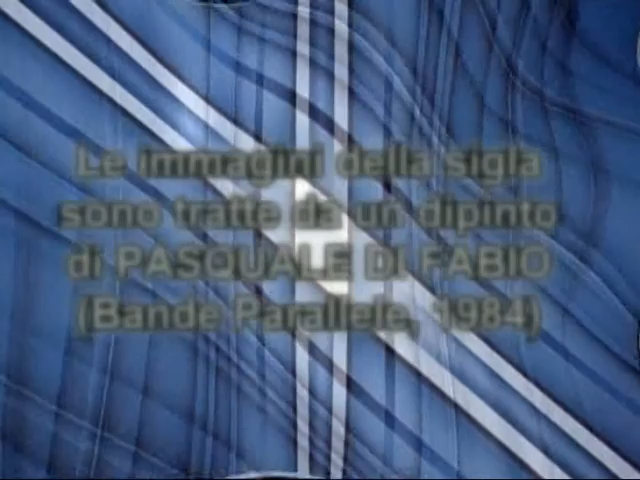 Le immagini della sigla
sono tratte da un dipinto
di PASQUALE DI FABIO
(Bande Parallele, 1984)